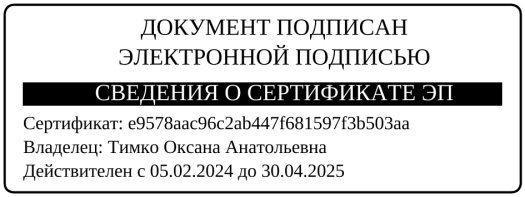 ДОКУМЕНТ ПОДПИСАН
ЭЛЕКТРОННОЙ ПОДПИСЬЮ
СВЕДЕНИЯ О СЕРТИФИКАТЕ ЭП
Сертификат: e9578aac96c2ab447f681597f3b503aa
Владелец: Тимко Оксана Анатольевна
Действителен с 05.02.2024 до 30.04.2025